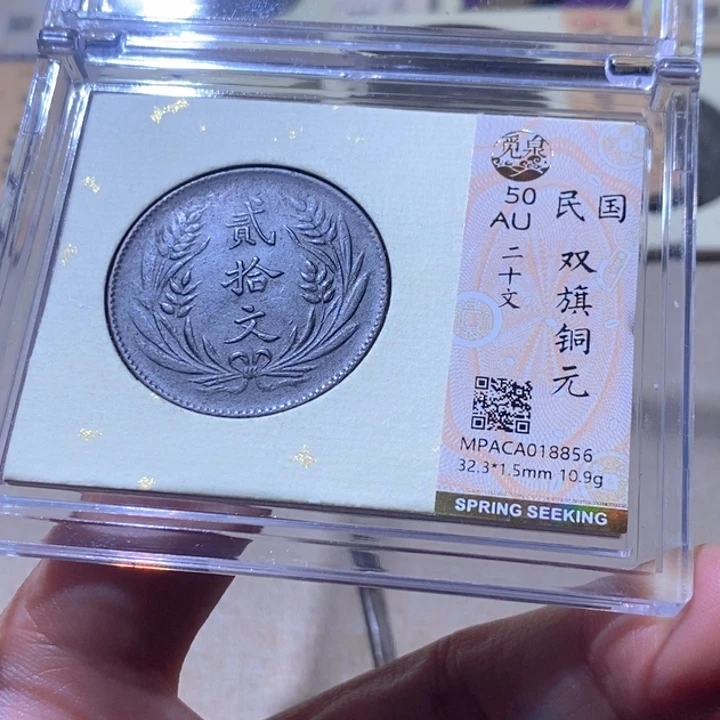 貳
拾
文
觅泉
50
AU
二十文
民国
双旗铜元
MPACA018856
32.3*1.5mm 10.9g
SPRING SEEKING